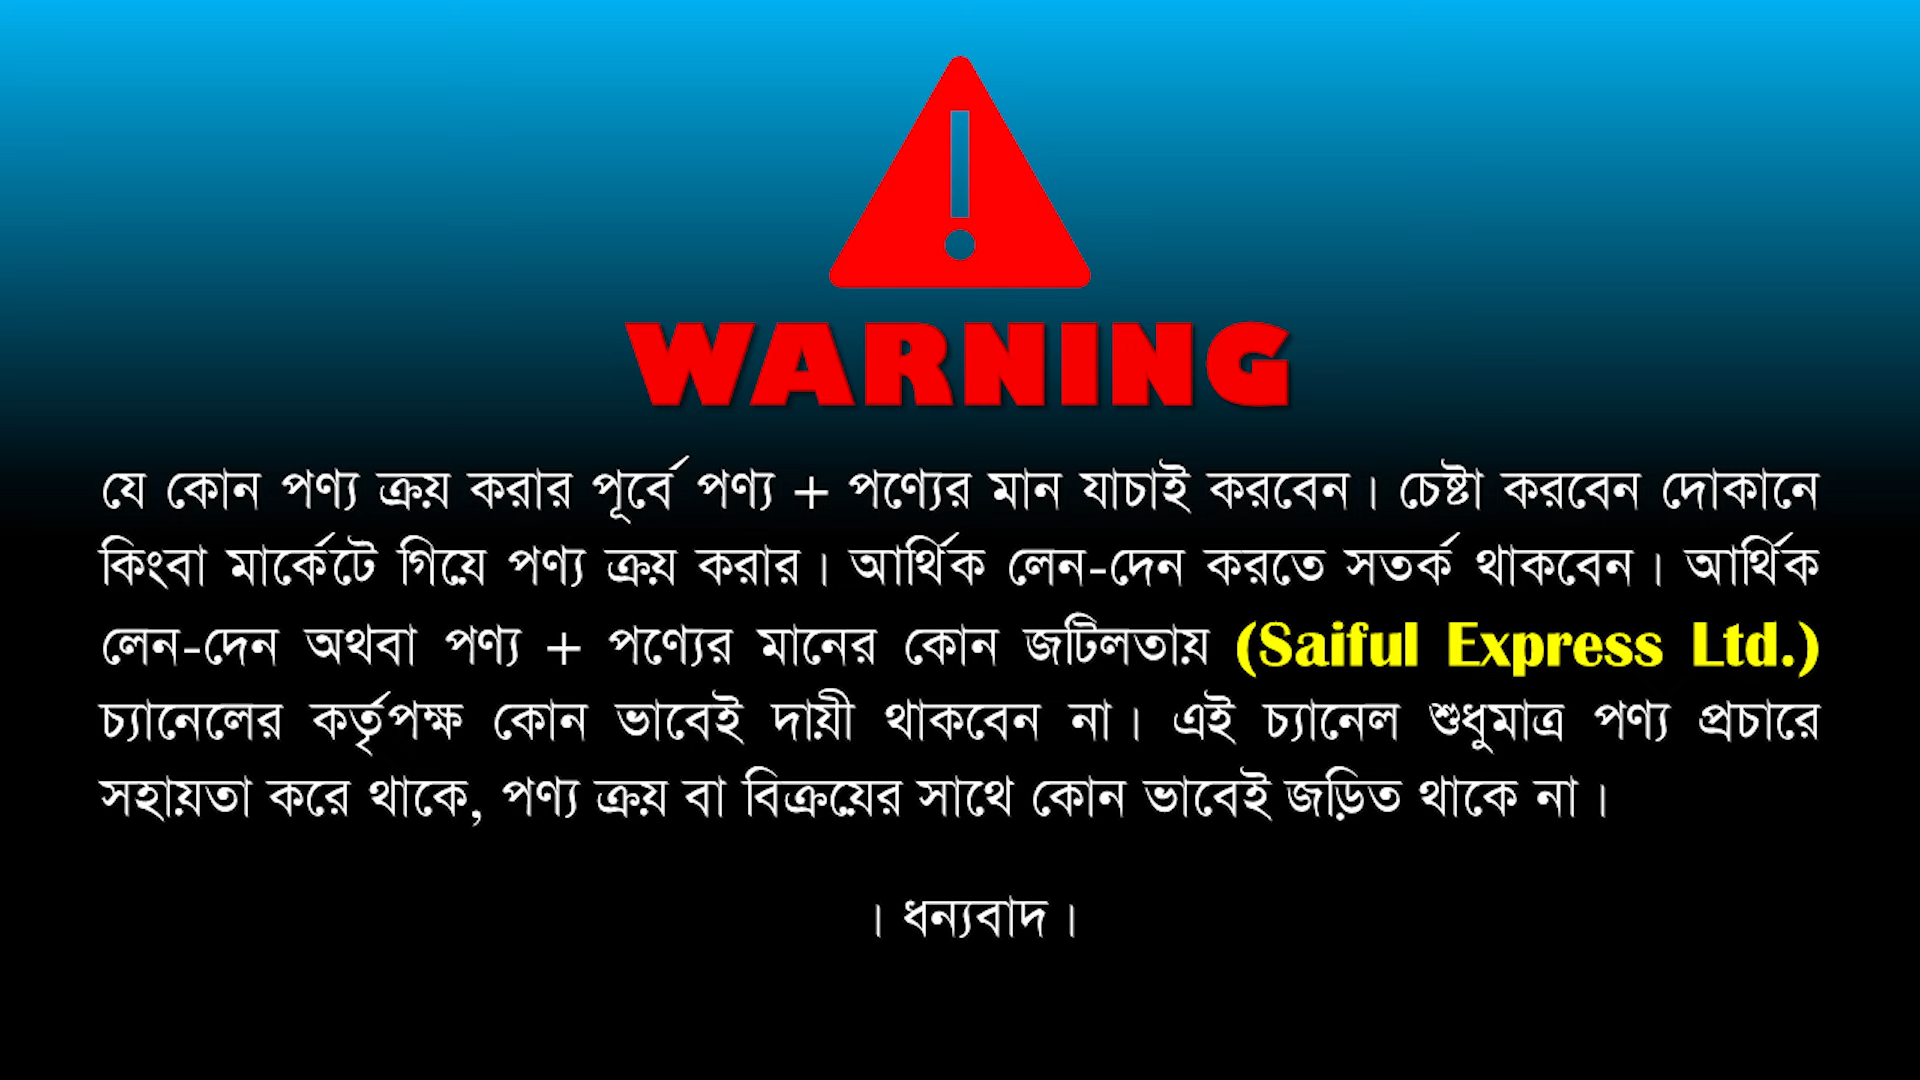 WARNING
যে কোন পণ্য ক্রয় করার পূর্বে পণ্য + পণ্যের মান যাচাই করবেন। চেষ্টা করবেন দোকানে
কিংবা মার্কেটে গিয়ে পণ্য ক্রয় করার। আর্থিক লেন-দেন করতে সতর্ক থাকবেন। আর্থিক
লেন-দেন অথবা পণ্য + পণ্যের মানের কোন জটিলতায় (Saiful Express Ltd.)
চ্যানেলের কর্তৃপক্ষ কোন ভাবেই দায়ী থাকবেন না। এই চ্যানেল শুধুমাত্র পণ্য প্রচারে
সহায়তা করে থাকে, পণ্য ক্রয় বা বিক্রয়ের সাথে কোন ভাবেই জড়িত থাকে না।
। ধন্যবাদ ।